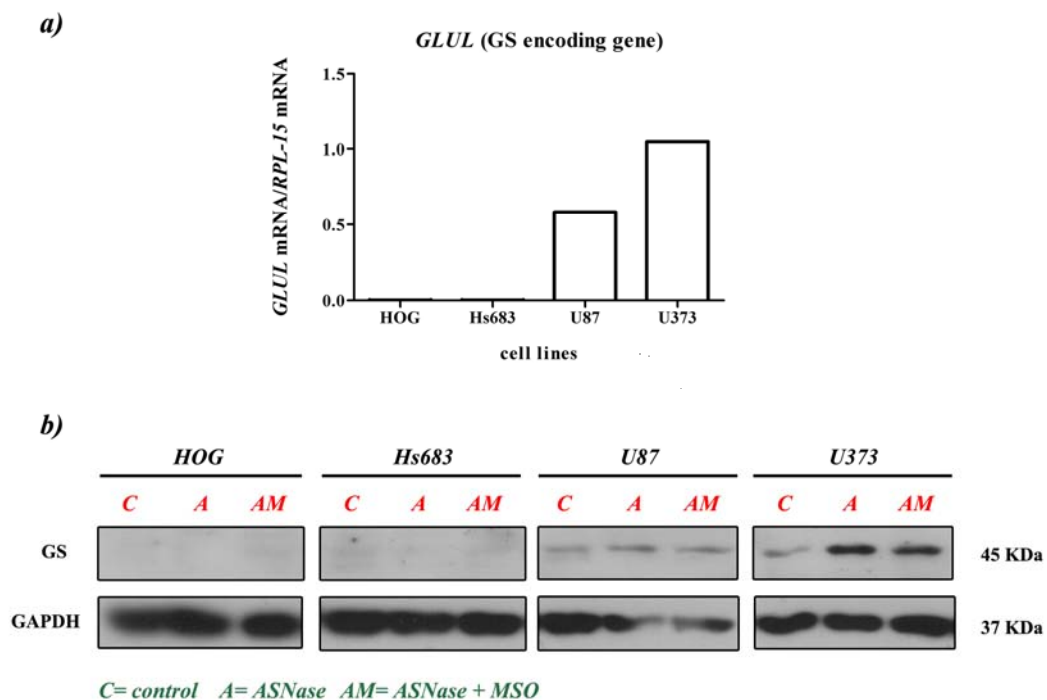 a)
GLUL (GS encoding gene)
GLUL mRNA/RPL-15 mRNA
1.5
1.0
0.5
0.0
HOG Hs683 U87 U373
cell lines
b)
HOG Hs683 U87 U373
C A AM C A AM C A AM C A AM
GS 45 KDa
GAPDH 37 KDa
C= control A= ASNase AM= ASNase + MSO